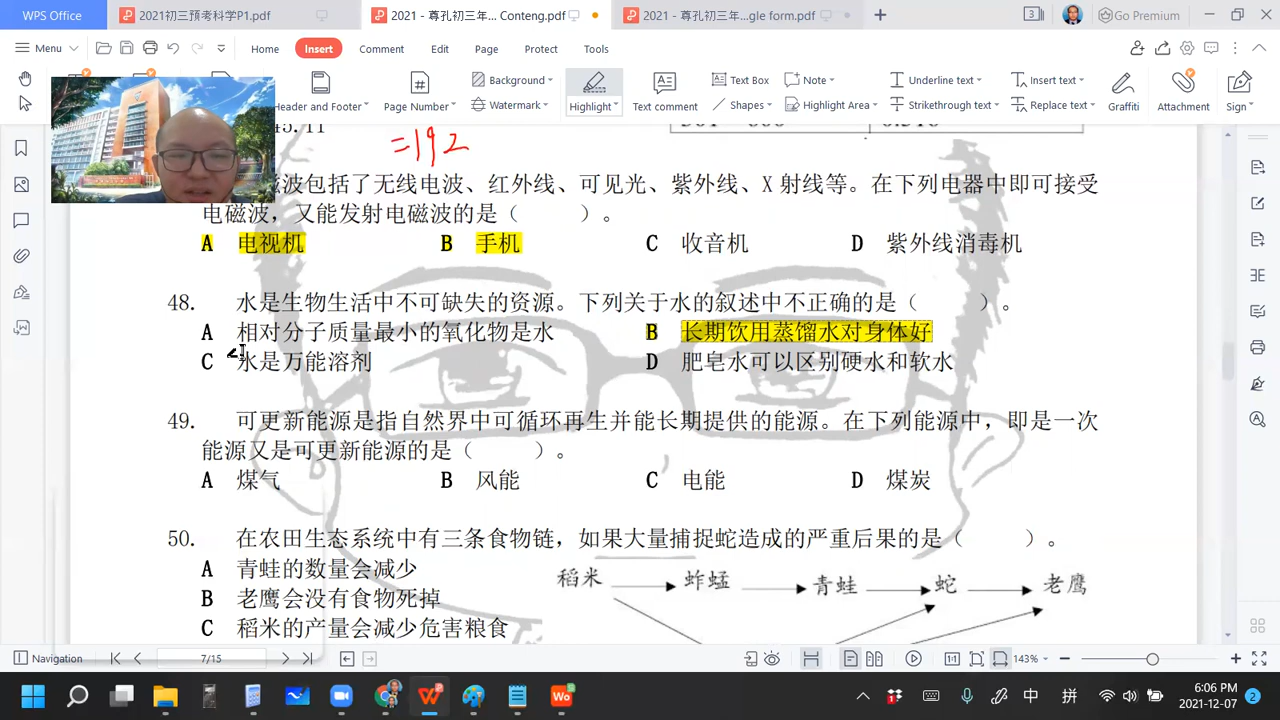 WPS Office
2021初三预考科学P1.pdf
2021 - 尊孔初三年... Conteng.pdf
2021 - 尊孔初三年...gle form.pdf
3
Go Premium
Menu
Home
Insert
Comment
Edit
Page
Protect
Tools
Header and Footer
Page Number
Background
Watermark
Highlight
Text comment
Text Box
Shapes
Note
Highlight Area
Underline text
Strikethrough text
Insert text
Replace text
Graffiti
Attachment
Sign
=192
磁波包括了无线电波、红外线、可见光、紫外线、X 射线等。在下列电器中即可接受
电磁波，又能发射电磁波的是（ ）。
A 电视机 B 手机 C 收音机 D 紫外线消毒机
48. 水是生物生活中不可缺失的资源。下列关于水的叙述中不正确的是（ ）。
A 相对分子质量最小的氧化物是水 B 长期饮用蒸馏水对身体好
C 水是万能溶剂 D 肥皂水可以区别硬水和软水
49. 可更新能源是指自然界中可循环再生并能长期提供的能源。在下列能源中，即是一次
能源又是可更新能源的是（ ）。
A 煤气 B 风能 C 电能 D 煤炭
50. 在农田生态系统中有三条食物链，如果大量捕捉蛇造成的严重后果的是（ ）。
A 青蛙的数量会减少
B 老鹰会没有食物死掉
C 稻米的产量会减少危害粮食
稻米 蚱蜢 青蛙 蛇 老鹰
Navigation
7/15
143%
中
拼
6:06 PM
2021-12-07
2